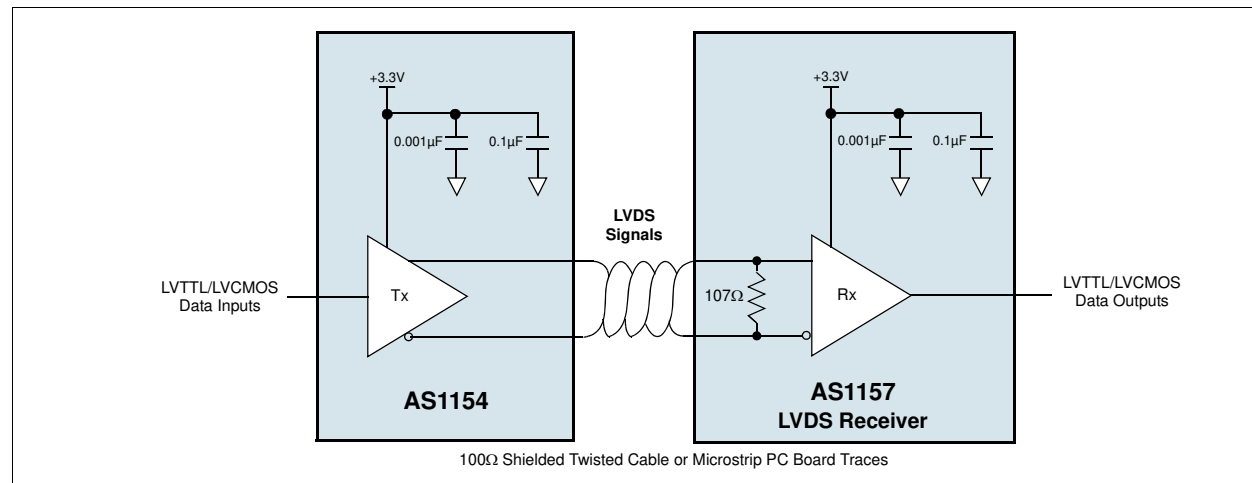 +3.3V
0.001µF
0.1µF
LVTTL/LVCMOS
Data Inputs
Tx
AS1154
LVDS
Signals
+3.3V
0.001µF
0.1µF
107Ω
Rx
LVTTL/LVCMOS
Data Outputs
AS1157
LVDS Receiver
100Ω Shielded Twisted Cable or Microstrip PC Board Traces